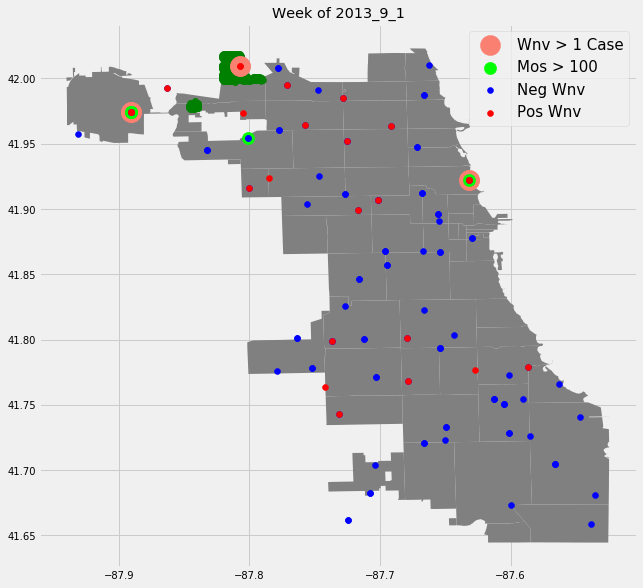 Week of 2013_9_1
Wnv > 1 Case
Mos > 100
Neg Wnv
Pos Wnv
42.00
41.95
41.90
41.85
41.80
41.75
41.70
41.65
−87.9
−87.8
−87.7
−87.6